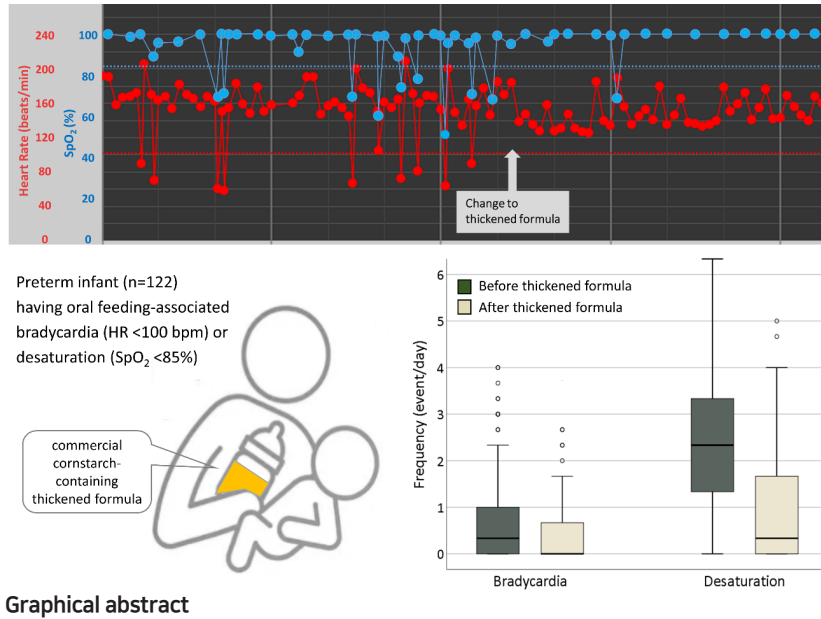 Heart Rate (beats/min)
SpO₂ (%)
240 100
200 80
160 60
120 40
80 20
40
0 0
Change to
thickened formula
Preterm infant (n=122)
having oral feeding-associated
bradycardia (HR <100 bpm) or
desaturation (SpO₂ <85%)
commercial
cornstarch-
containing
thickened formula
Frequency (event/day)
6
5
4
3
2
1
0
Before thickened formula
After thickened formula
Bradycardia Desaturation
Graphical abstract